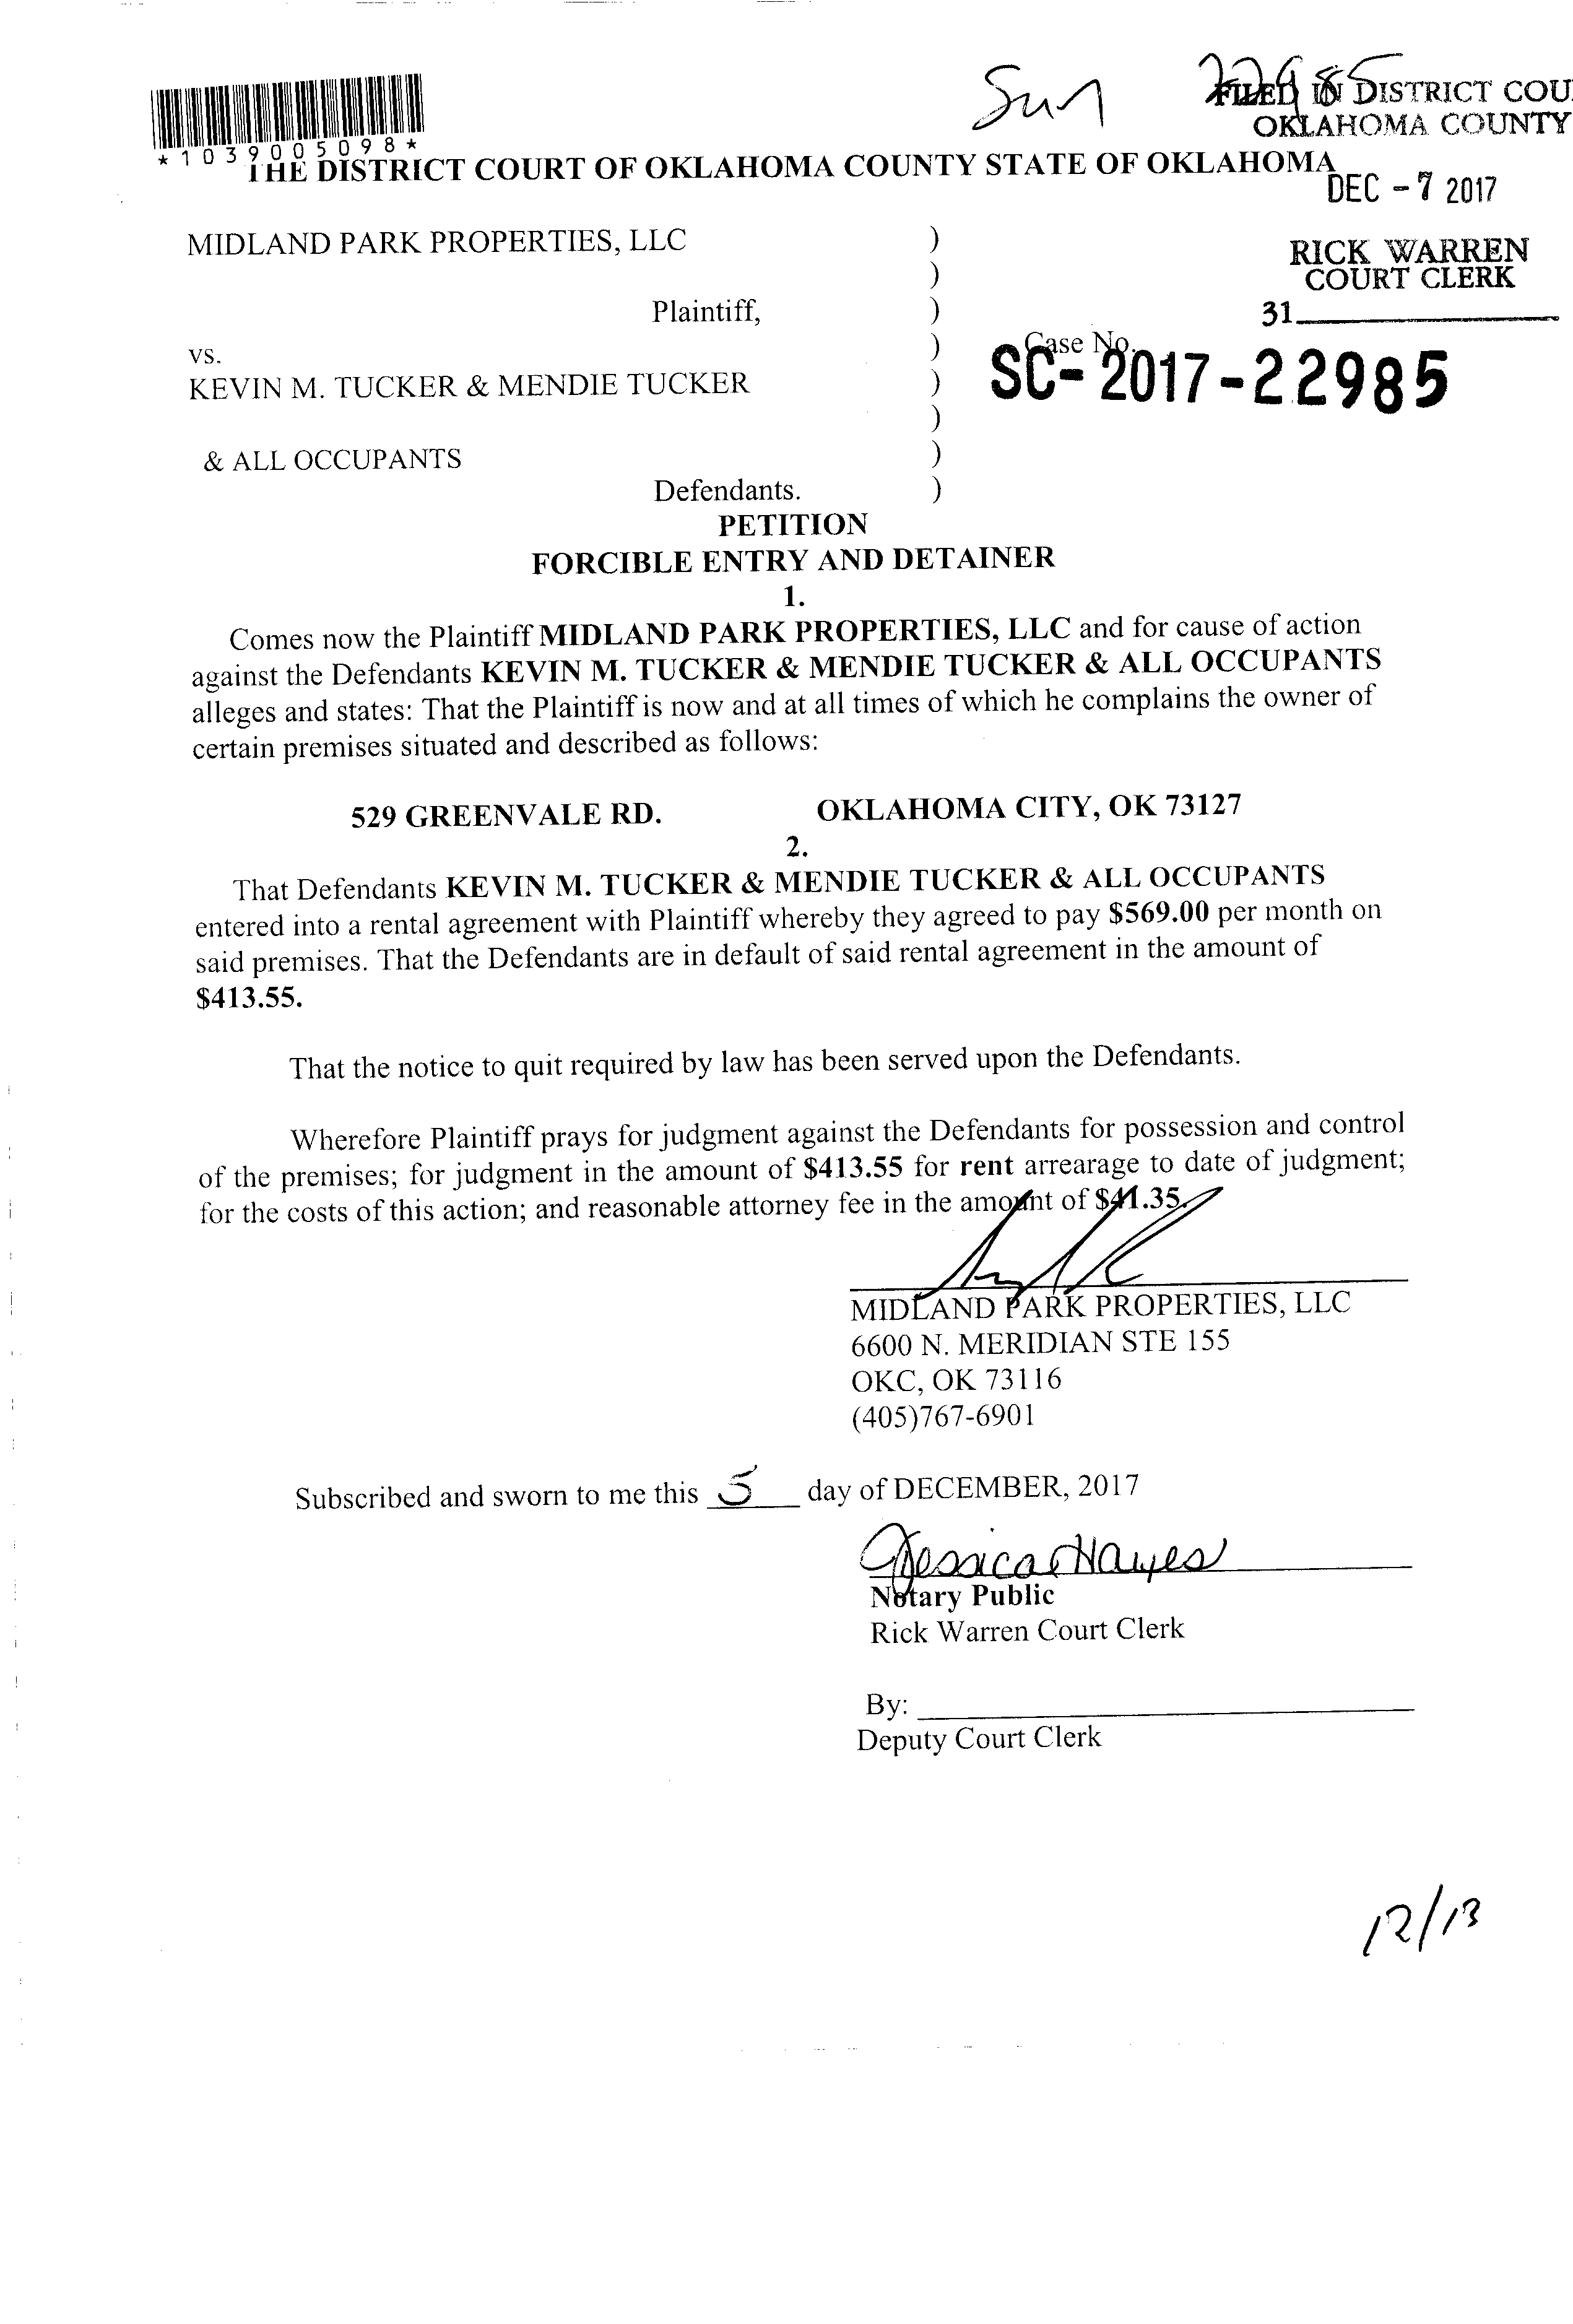 Sun 22985
FILED IN DISTRICT COU
OKLAHOMA COUNTY
*1039005098*
THE DISTRICT COURT OF OKLAHOMA COUNTY STATE OF OKLAHOMA
DEC -7 2017
MIDLAND PARK PROPERTIES, LLC )
)
RICK WARREN
COURT CLERK
Plaintiff, )
31
vs. )
Case No.
SC-2017-22985
KEVIN M. TUCKER & MENDIE TUCKER )
)
& ALL OCCUPANTS )
Defendants. )
PETITION
FORCIBLE ENTRY AND DETAINER
1.
Comes now the Plaintiff MIDLAND PARK PROPERTIES, LLC and for cause of action
against the Defendants KEVIN M. TUCKER & MENDIE TUCKER & ALL OCCUPANTS
alleges and states: That the Plaintiff is now and at all times of which he complains the owner of
certain premises situated and described as follows:
529 GREENVALE RD. OKLAHOMA CITY, OK 73127
2.
That Defendants KEVIN M. TUCKER & MENDIE TUCKER & ALL OCCUPANTS
entered into a rental agreement with Plaintiff whereby they agreed to pay $569.00 per month on
said premises. That the Defendants are in default of said rental agreement in the amount of
$413.55.
That the notice to quit required by law has been served upon the Defendants.
Wherefore Plaintiff prays for judgment against the Defendants for possession and control
of the premises; for judgment in the amount of $413.55 for rent arrearage to date of judgment;
for the costs of this action; and reasonable attorney fee in the amount of $41.35.
MIDLAND PARK PROPERTIES, LLC
6600 N. MERIDIAN STE 155
OKC, OK 73116
(405)767-6901
Subscribed and sworn to me this 5 day of DECEMBER, 2017
Jessica Hayes
Notary Public
Rick Warren Court Clerk
By:
Deputy Court Clerk
12/13